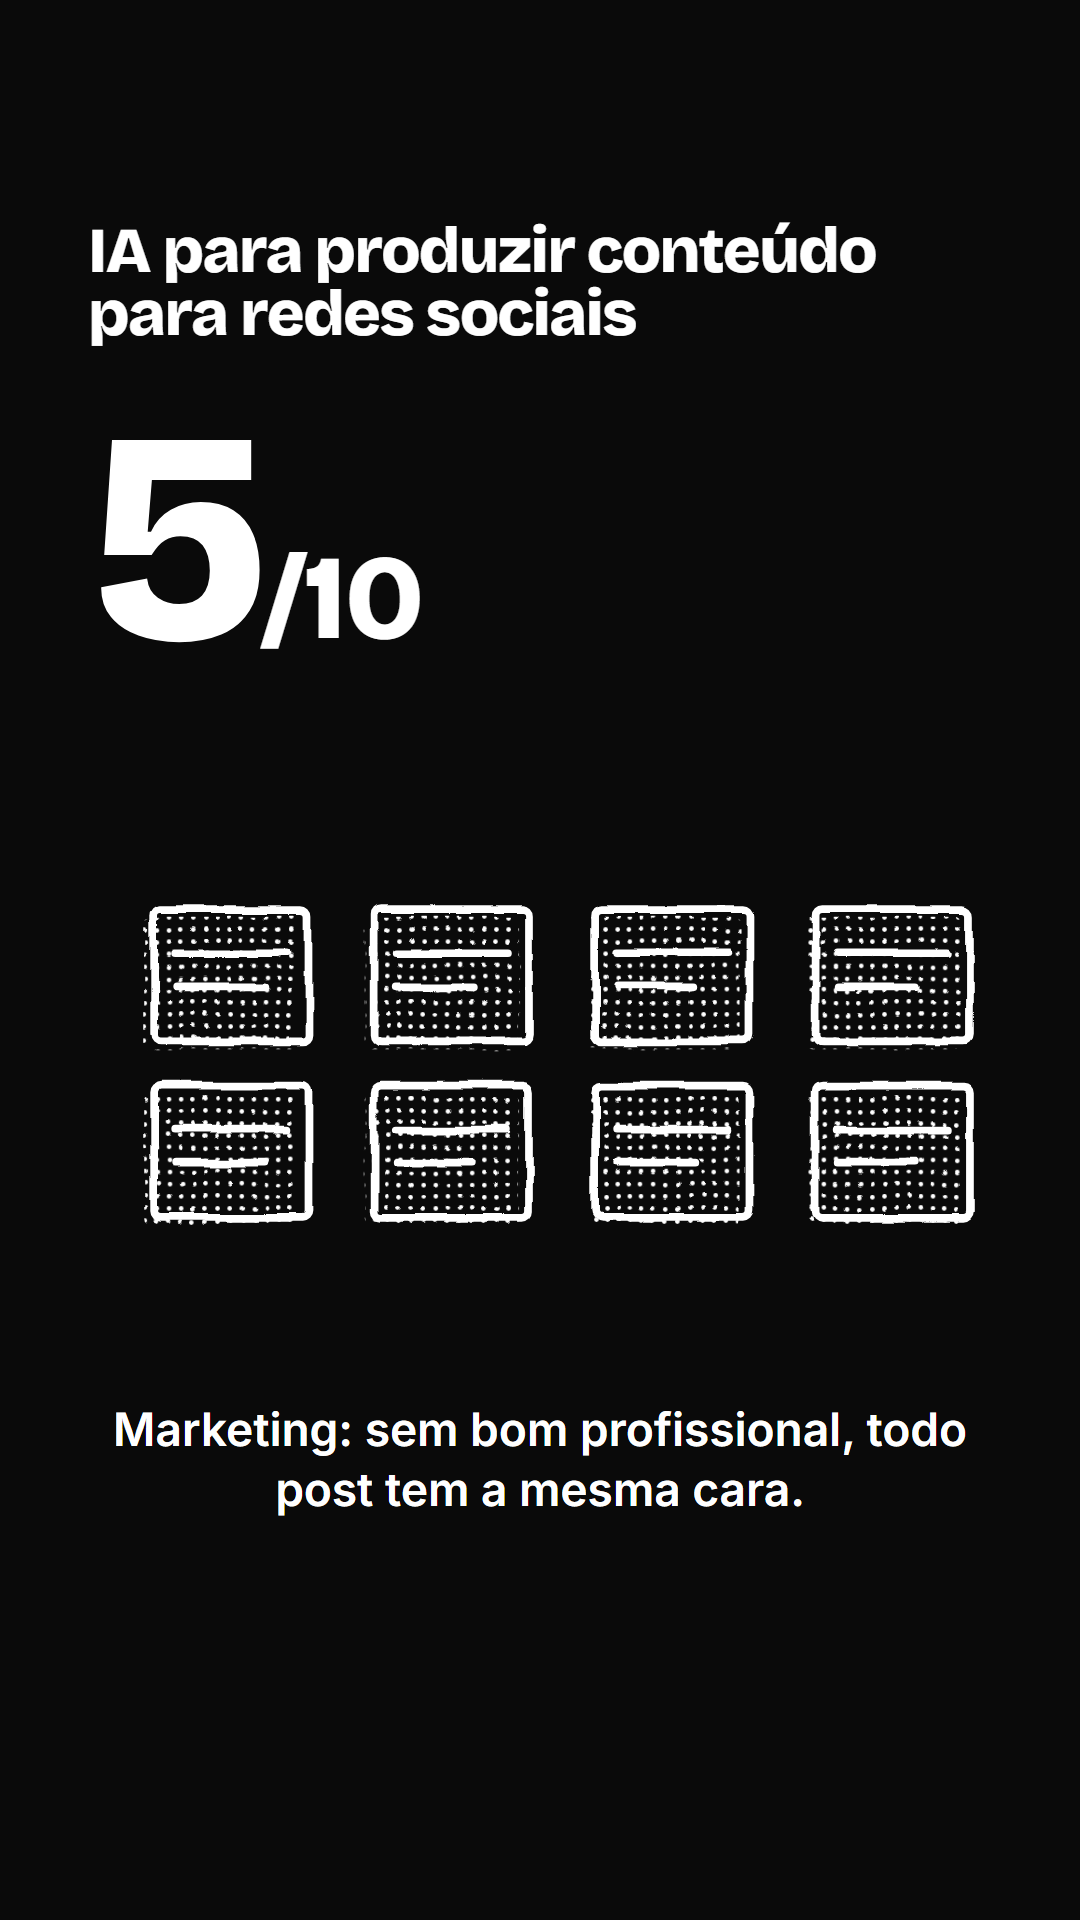 IA para produzir conteúdo
para redes sociais
5/10
Marketing: sem bom profissional, todo
post tem a mesma cara.